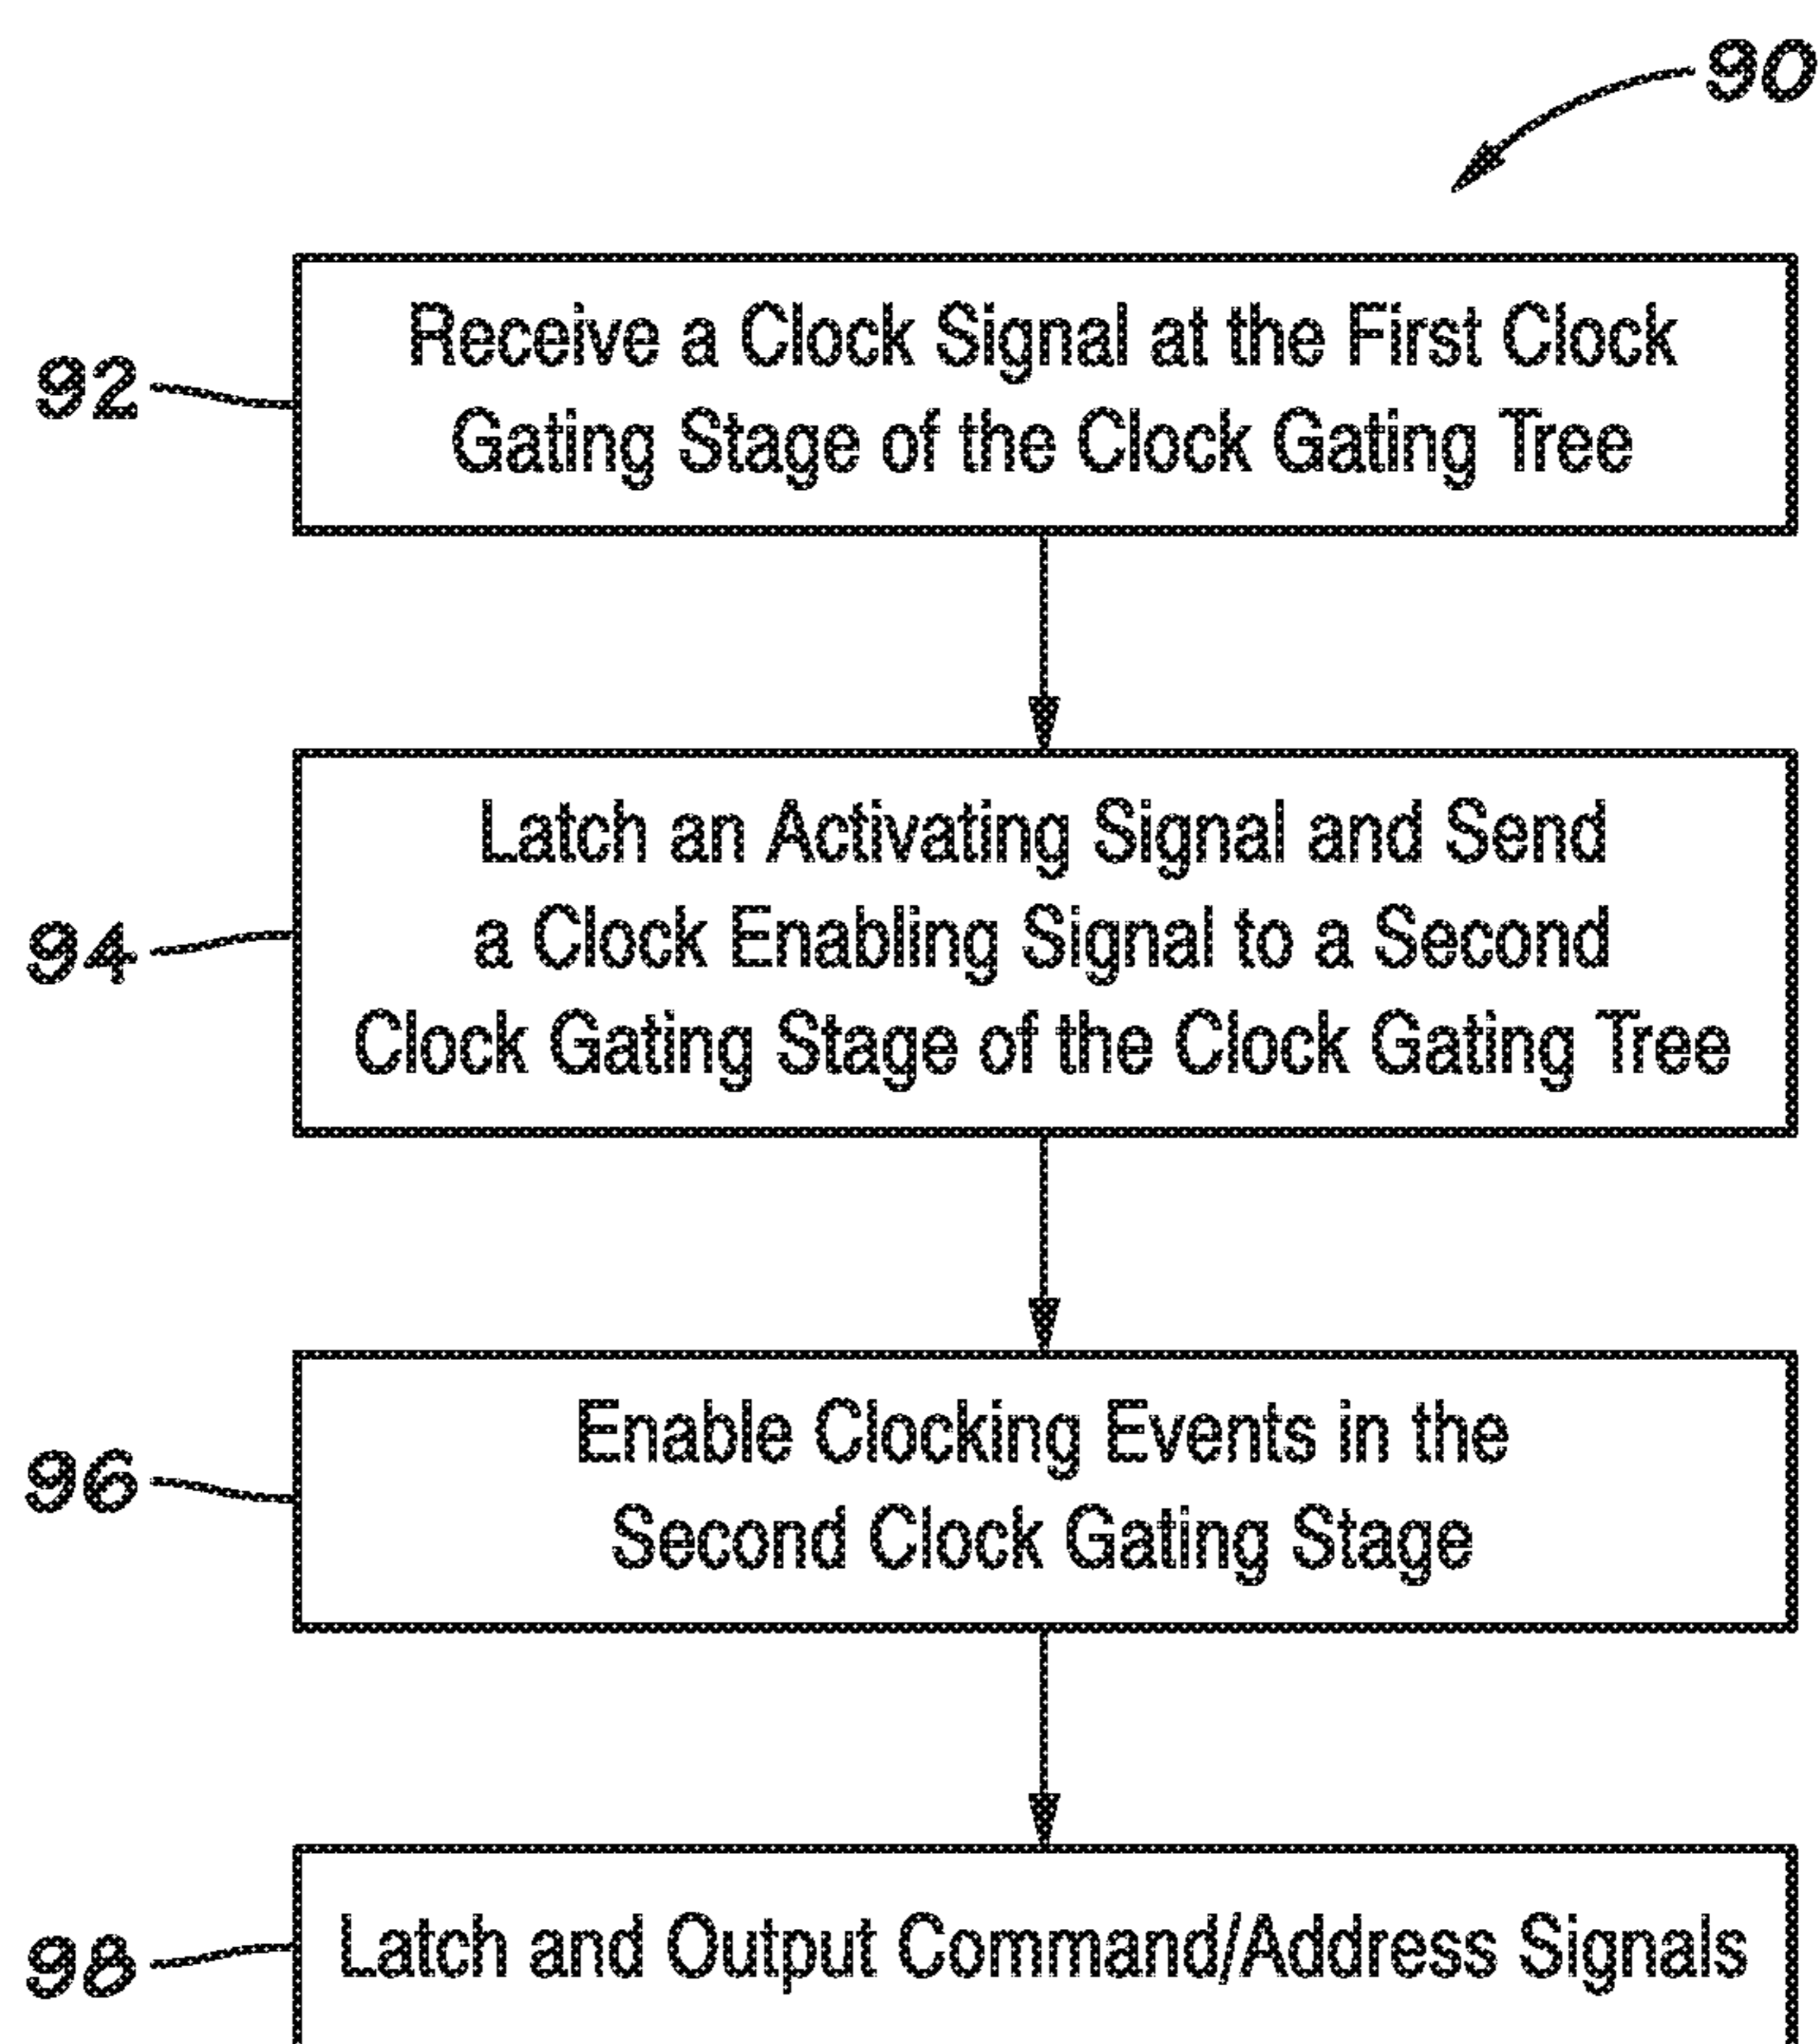 90
92
Receive a Clock Signal at the First Clock
Gating Stage of the Clock Gating Tree
94
Latch an Activating Signal and Send
a Clock Enabling Signal to a Second
Clock Gating Stage of the Clock Gating Tree
96
Enable Clocking Events in the
Second Clock Gating Stage
98
Latch and Output Command/Address Signals